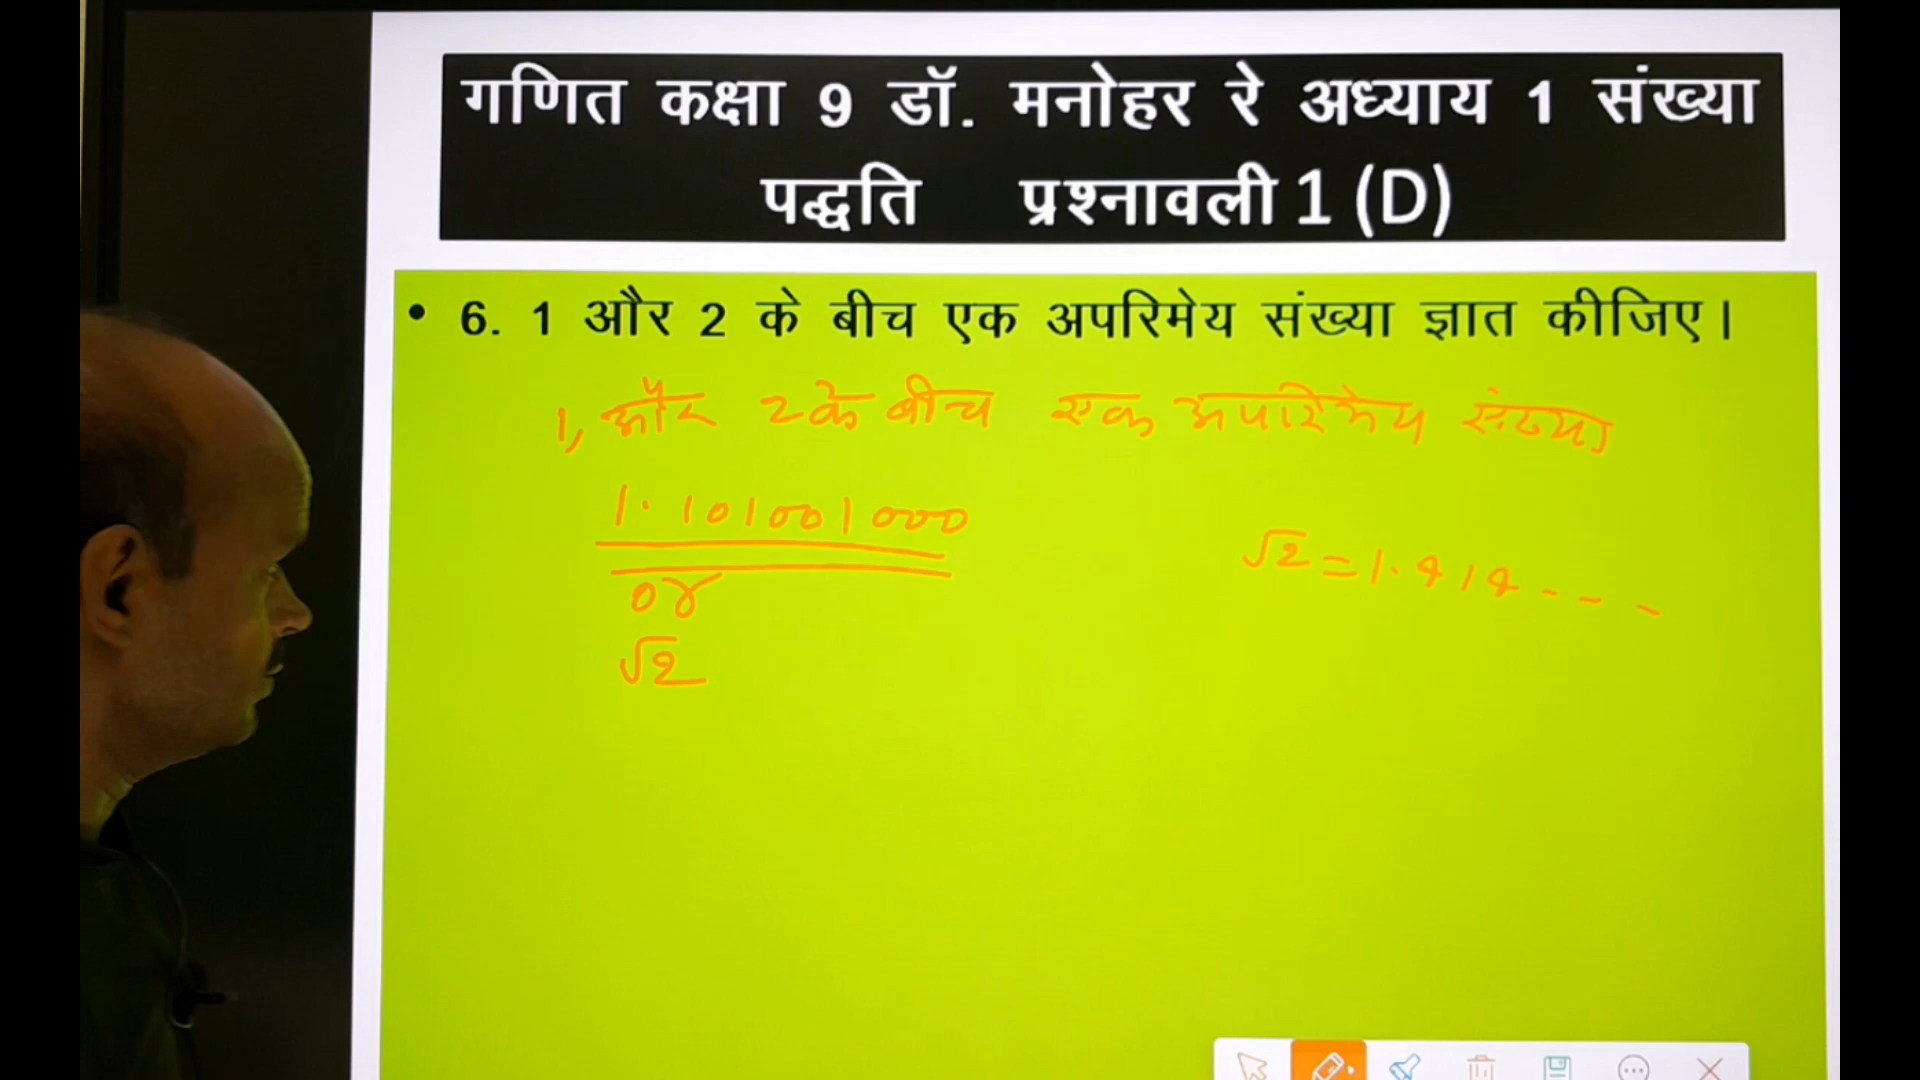 गणित कक्षा 9 डॉ. मनोहर रे अध्याय 1 संख्या
पद्धति प्रश्नावली 1 (D)
• 6. 1 और 2 के बीच एक अपरिमेय संख्या ज्ञात कीजिए।
1, और 2 के बीच एक अपरिमेय संख्या
1.101001000
√2 = 1.414 - - -
or
√2